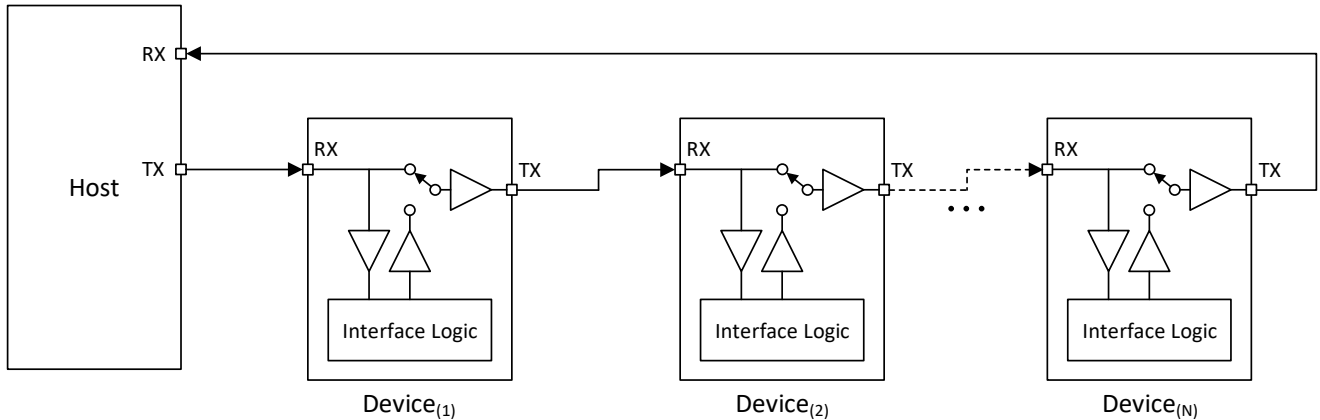 RX
TX
Host
RX
TX
Interface Logic
Device(1)
RX
TX
Interface Logic
Device(2)
...
RX
TX
Interface Logic
Device(N)